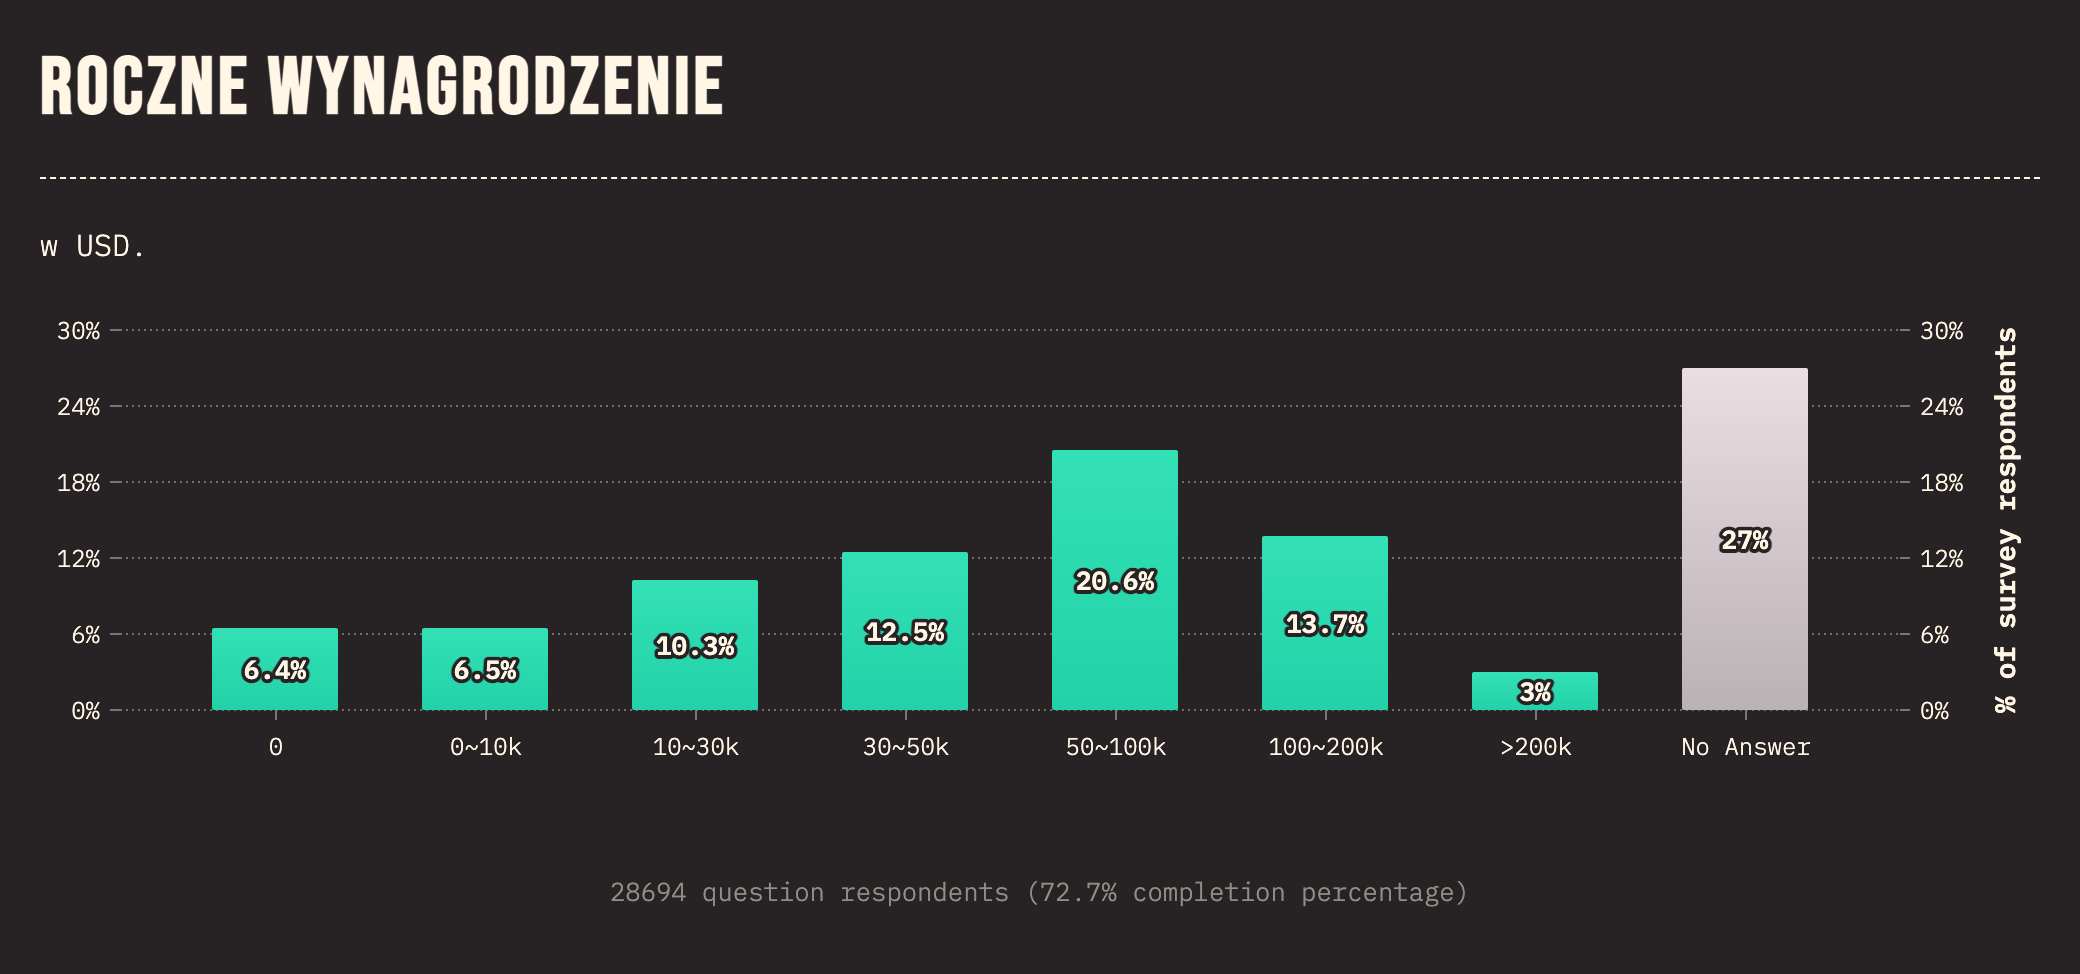 ROCZNE WYNAGRODZENIE
w USD.
30% 30%
24% 24%
18% 18%
12% 12%
6% 6%
0% 0%
% of survey respondents
6.4% 6.5% 10.3% 12.5% 20.6% 13.7% 3% 27%
0 0~10k 10~30k 30~50k 50~100k 100~200k >200k No Answer
28694 question respondents (72.7% completion percentage)